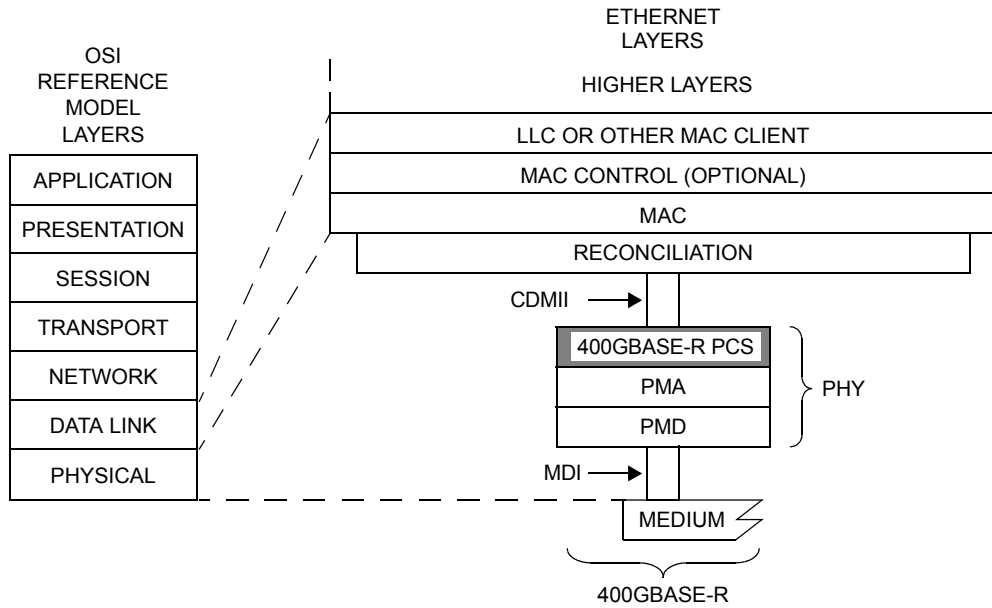 OSI
REFERENCE
MODEL
LAYERS
APPLICATION
PRESENTATION
SESSION
TRANSPORT
NETWORK
DATA LINK
PHYSICAL
ETHERNET
LAYERS
HIGHER LAYERS
LLC OR OTHER MAC CLIENT
MAC CONTROL (OPTIONAL)
MAC
RECONCILIATION
CDMII
400GBASE-R PCS
PMA
PMD
PHY
MDI
MEDIUM
400GBASE-R